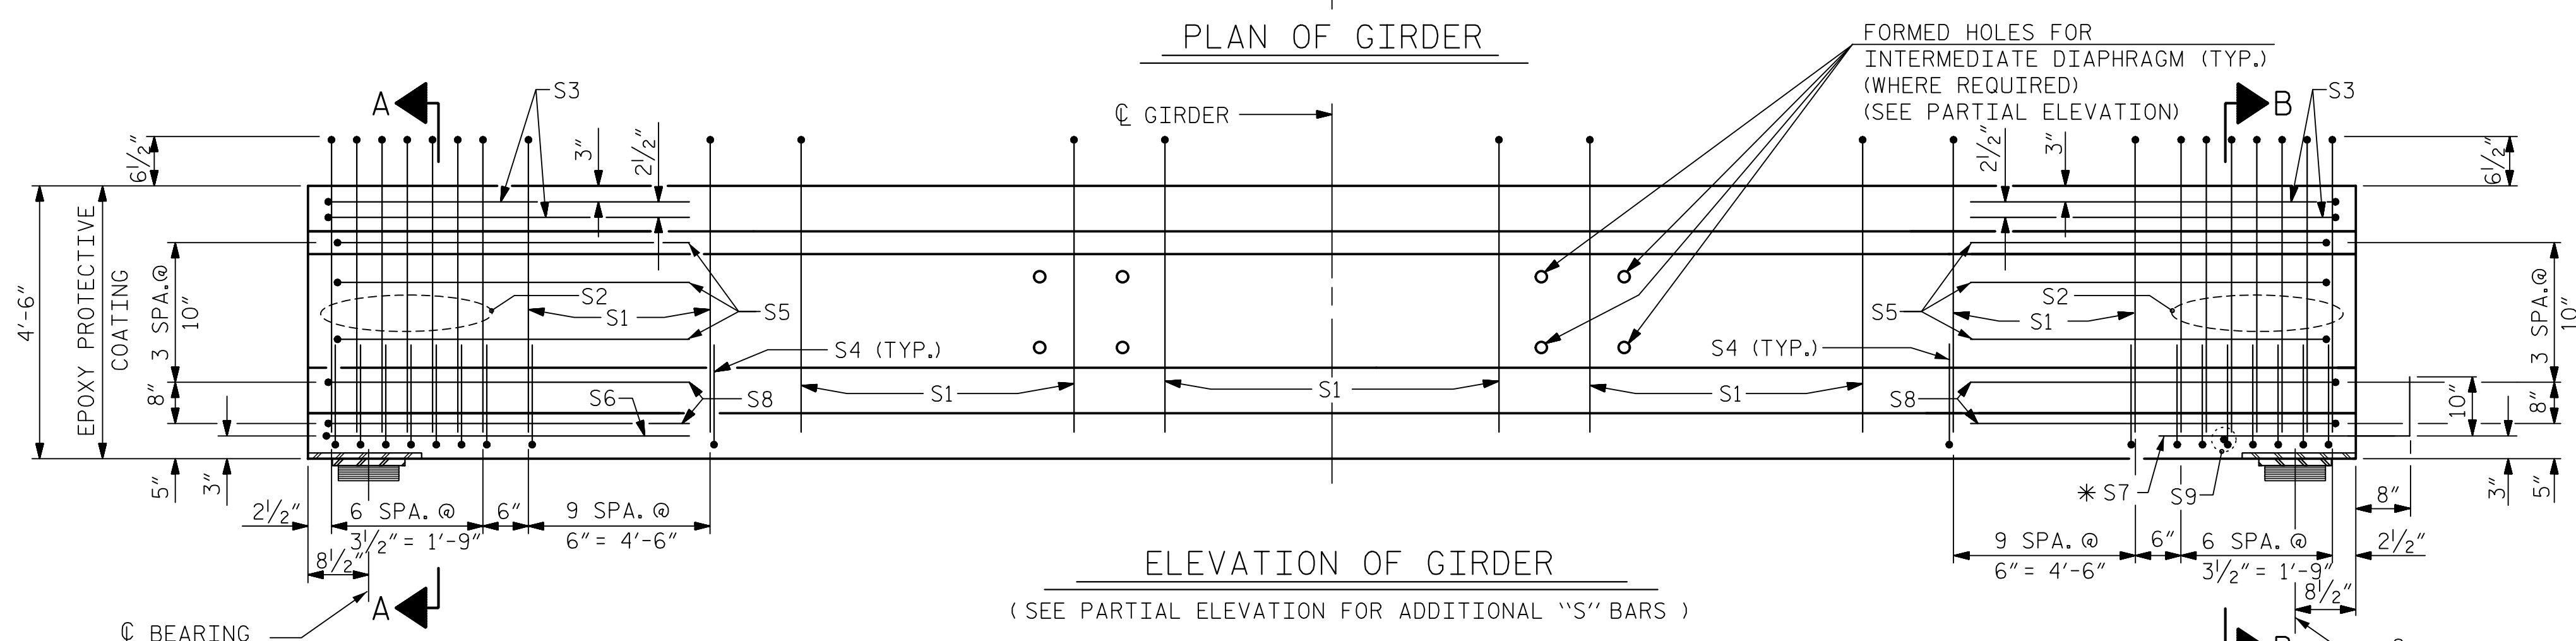 PLAN OF GIRDER
FORMED HOLES FOR
INTERMEDIATE DIAPHRAGM (TYP.)
(WHERE REQUIRED)
(SEE PARTIAL ELEVATION)
A
S3
℄ GIRDER
B
S3
6½"
3"
2½"
2½"
3"
6½"
4'-6"
EPOXY PROTECTIVE
COATING
3 SPA.@
10"
S2
S1
S5
S2
S5
S1
3 SPA.@
10"
S4 (TYP.)
S4 (TYP.)
8"
S6
S8
S1
S1
S1
S8
10"
8"
5"
3"
✳ S7
S9
8"
3"
5"
2½"
6 SPA. @
3½" = 1'-9"
6"
9 SPA. @
6" = 4'-6"
9 SPA. @
6" = 4'-6"
6"
6 SPA. @
3½" = 1'-9"
2½"
8½"
8½"
ELEVATION OF GIRDER
( SEE PARTIAL ELEVATION FOR ADDITIONAL "S" BARS )
A
℄ BEARING